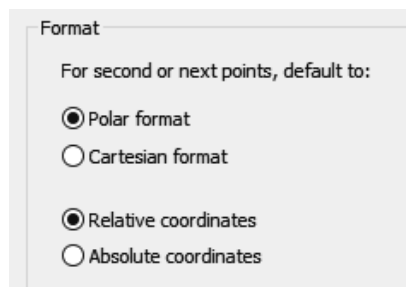 Format
For second or next points, default to:
Polar format
Cartesian format
Relative coordinates
Absolute coordinates